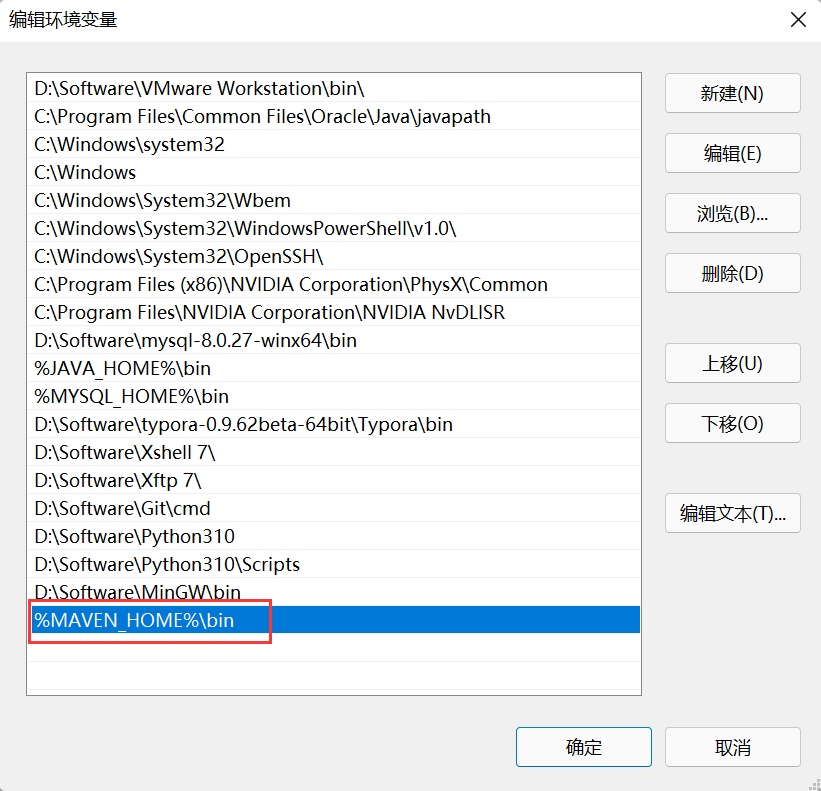 编辑环境变量
D:\Software\VMware Workstation\bin\
C:\Program Files\Common Files\Oracle\Java\javapath
C:\Windows\system32
C:\Windows
C:\Windows\System32\Wbem
C:\Windows\System32\WindowsPowerShell\v1.0\
C:\Windows\System32\OpenSSH\
C:\Program Files (x86)\NVIDIA Corporation\PhysX\Common
C:\Program Files\NVIDIA Corporation\NVIDIA NvDLISR
D:\Software\mysql-8.0.27-winx64\bin
%JAVA_HOME%\bin
%MYSQL_HOME%\bin
D:\Software\typora-0.9.62beta-64bit\Typora\bin
D:\Software\Xshell 7\
D:\Software\Xftp 7\
D:\Software\Git\cmd
D:\Software\Python310
D:\Software\Python310\Scripts
D:\Software\MinGW\bin
%MAVEN_HOME%\bin
新建(N)
编辑(E)
浏览(B)...
删除(D)
上移(U)
下移(O)
编辑文本(T)...
确定
取消